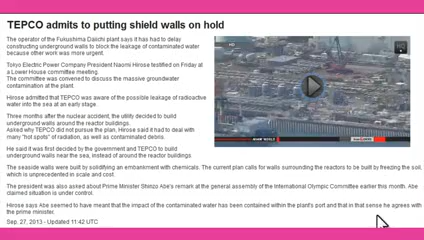 TEPCO admits to putting shield walls on hold
The operator of the Fukushima Daiichi plant says it has had to delay
constructing underground walls to block the leakage of contaminated water
because other work was more urgent.
Tokyo Electric Power Company President Naomi Hirose testified on Friday at
a Lower House committee meeting.
The committee was convened to discuss the massive groundwater
contamination at the plant.
Hirose admitted that TEPCO was aware of the possible leakage of radioactive
water into the sea at an early stage.
Three months after the nuclear accident, the utility decided to build
underground walls around the reactor buildings.
Asked why TEPCO did not pursue the plan, Hirose said it had to deal with
many "hot spots" of radiation, as well as contaminated debris.
He said it was first decided by the government and TEPCO to build
underground walls near the sea, instead of around the reactor buildings.
The seaside walls were built by solidifying an embankment with chemicals. The current plan calls for walls surrounding the reactors to be built by freezing the soil,
which is unprecedented in scale and cost.
The president was also asked about Prime Minister Shinzo Abe's remark at the general assembly of the International Olympic Committee earlier this month. Abe
claimed situation is under control.
Hirose says Abe seemed to have meant that the impact of the contaminated water has been contained within the plant's port and that in that sense he agrees with
the prime minister.
Sep. 27, 2013 - Updated 11:42 UTC